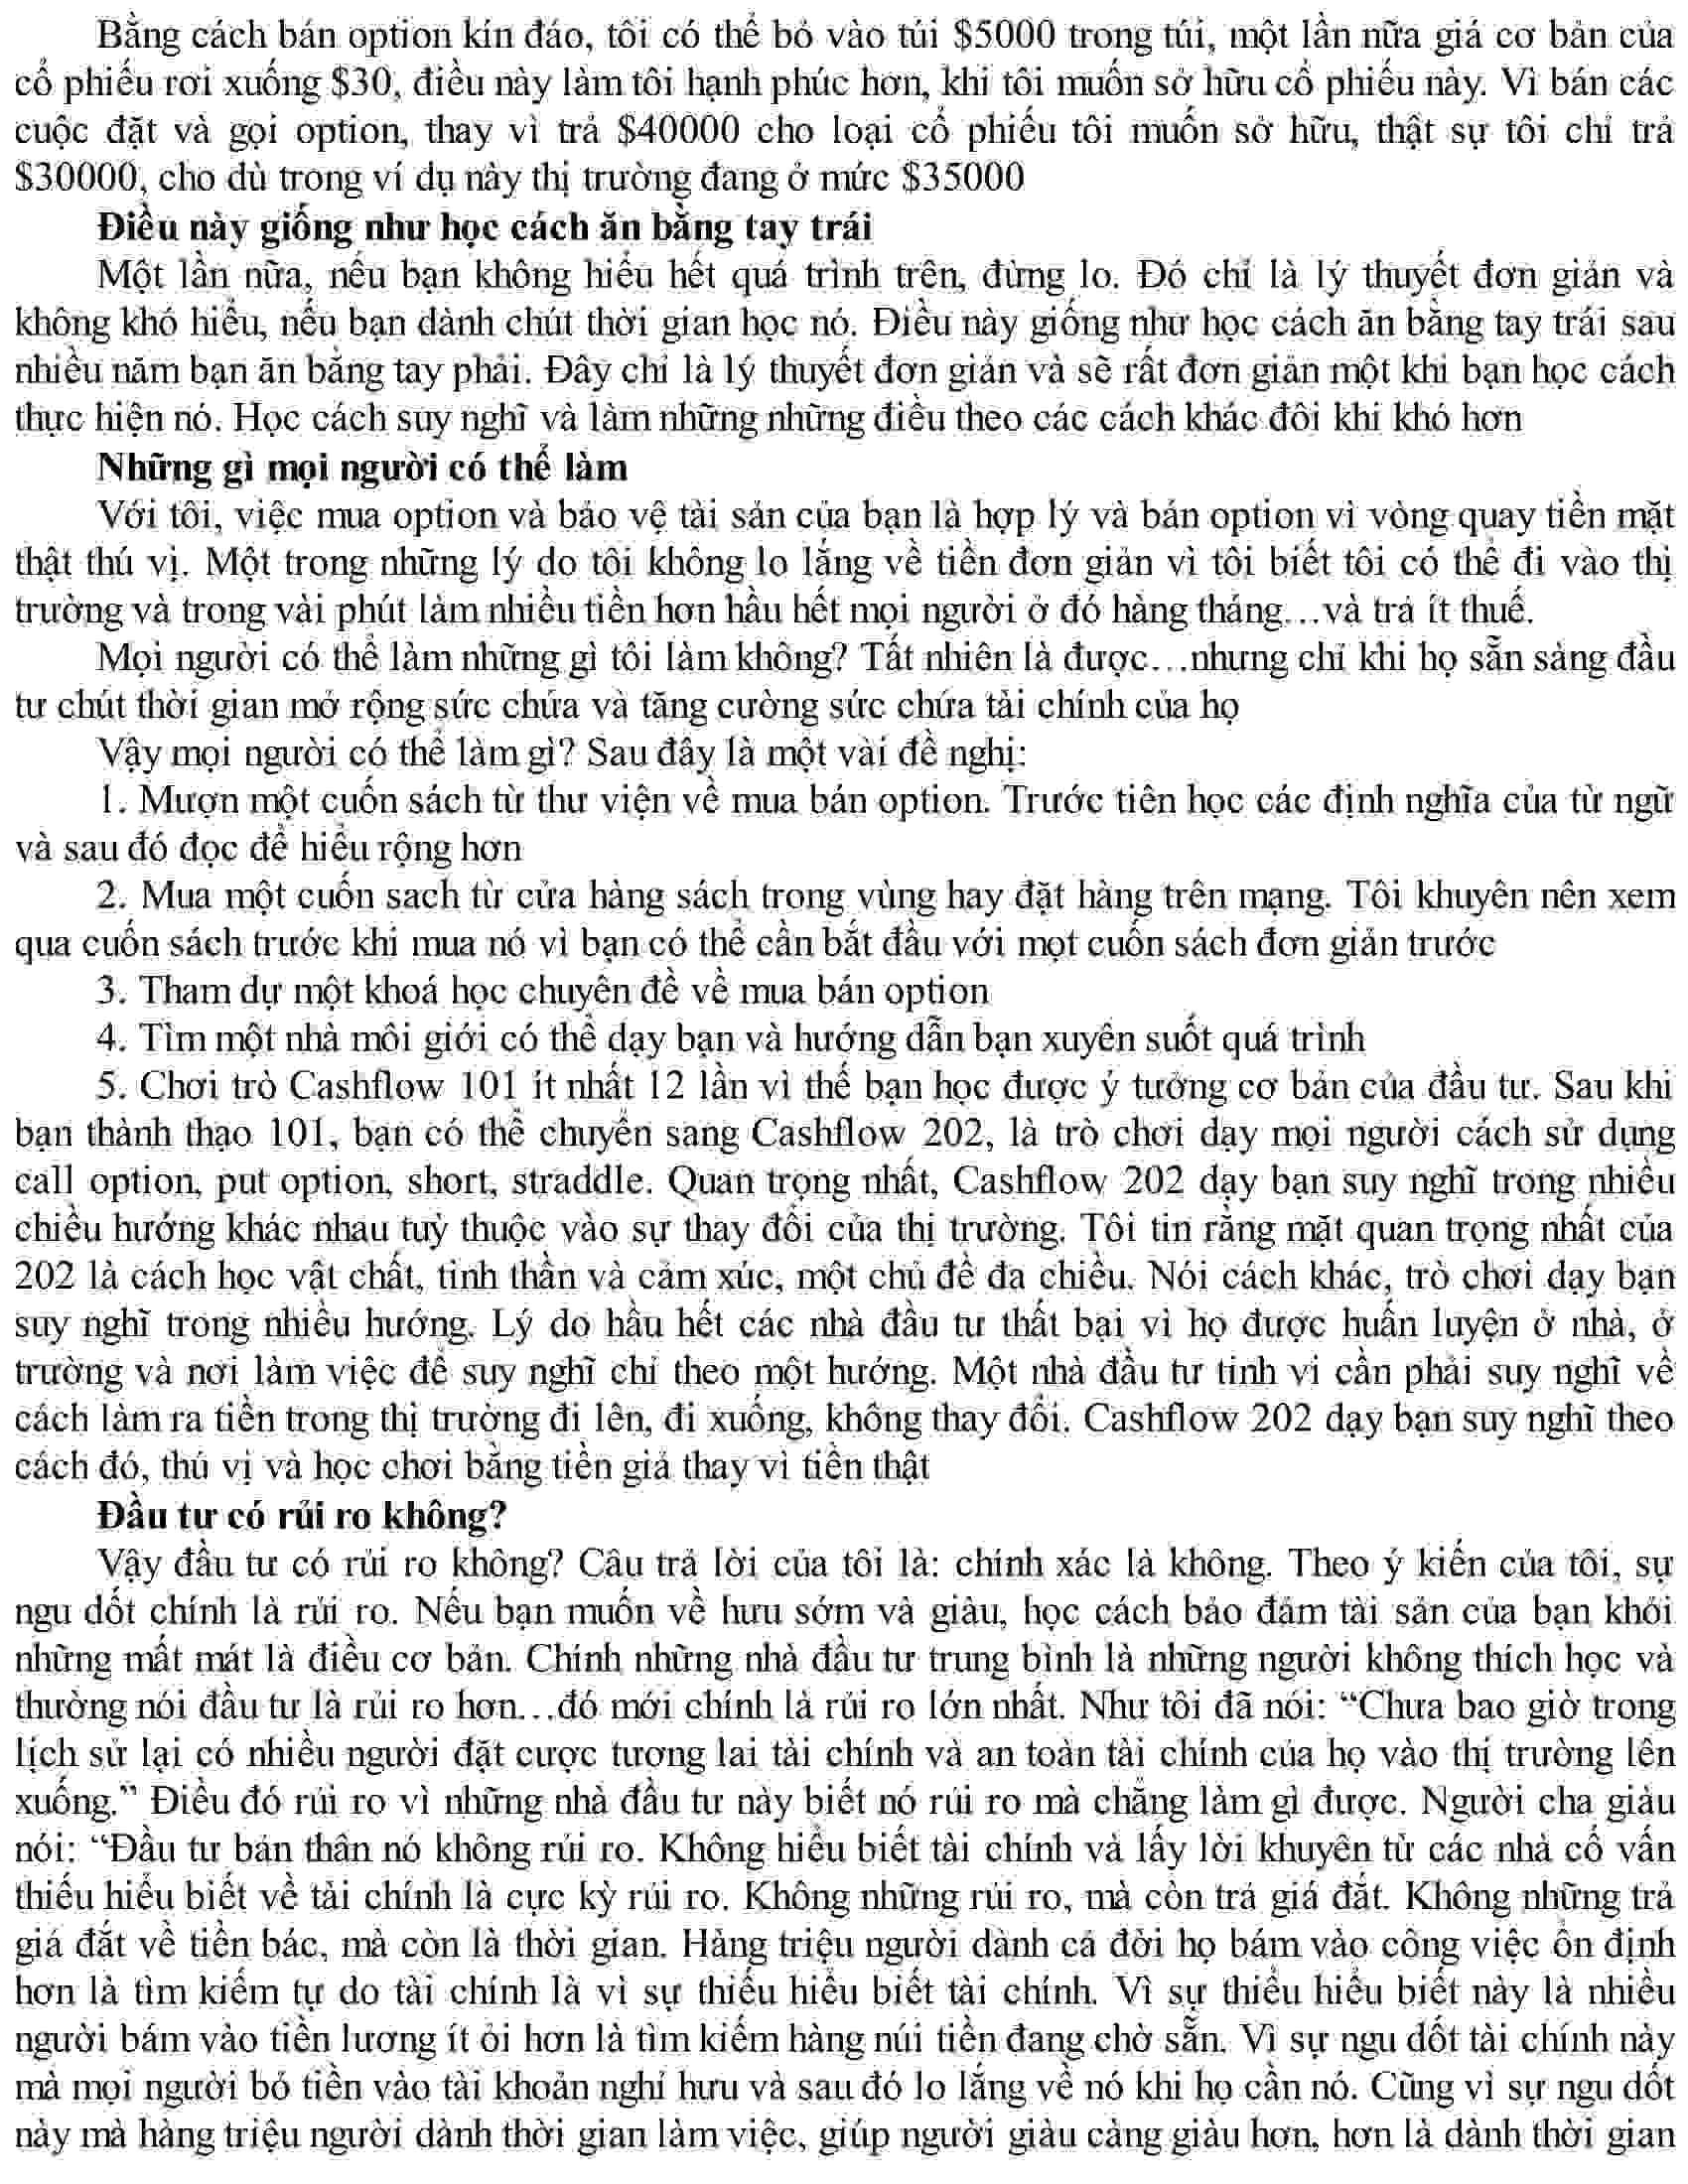 Bằng cách bán option kín đáo, tôi có thể bỏ vào túi $5000 trong túi, một lần nữa giá cơ bản của
cổ phiếu rơi xuống $30, điều này làm tôi hạnh phúc hơn, khi tôi muốn sở hữu cổ phiếu này. Vì bán các
cuộc đặt và gọi option, thay vì trả $40000 cho loại cổ phiếu tôi muốn sở hữu, thật sự tôi chỉ trả
$30000, cho dù trong ví dụ này thị trường đang ở mức $35000
Điều này giống như học cách ăn bằng tay trái
Một lần nữa, nếu bạn không hiểu hết quá trình trên, đừng lo. Đó chỉ là lý thuyết đơn giản và
không khó hiểu, nếu bạn dành chút thời gian học nó. Điều này giống như học cách ăn bằng tay trái sau
nhiều năm bạn ăn bằng tay phải. Đây chỉ là lý thuyết đơn giản và sẽ rất đơn giản một khi bạn học cách
thực hiện nó. Học cách suy nghĩ và làm những những điều theo các cách khác đôi khi khó hơn
Những gì mọi người có thể làm
Với tôi, việc mua option và bảo vệ tài sản của bạn là hợp lý và bán option vì vòng quay tiền mặt
thật thú vị. Một trong những lý do tôi không lo lắng về tiền đơn giản vì tôi biết tôi có thể đi vào thị
trường và trong vài phút làm nhiều tiền hơn hầu hết mọi người ở đó hàng tháng…và trả ít thuế.
Mọi người có thể làm những gì tôi làm không? Tất nhiên là được…nhưng chỉ khi họ sẵn sàng đầu
tư chút thời gian mở rộng sức chứa và tăng cường sức chứa tài chính của họ
Vậy mọi người có thể làm gì? Sau đây là một vài đề nghị:
1. Mượn một cuốn sách từ thư viện về mua bán option. Trước tiên học các định nghĩa của từ ngữ
và sau đó đọc để hiểu rộng hơn
2. Mua một cuốn sach từ cửa hàng sách trong vùng hay đặt hàng trên mạng. Tôi khuyên nên xem
qua cuốn sách trước khi mua nó vì bạn có thể cần bắt đầu với mọt cuốn sách đơn giản trước
3. Tham dự một khoá học chuyên đề về mua bán option
4. Tìm một nhà môi giới có thể dạy bạn và hướng dẫn bạn xuyên suốt quá trình
5. Chơi trò Cashflow 101 ít nhất 12 lần vì thế bạn học được ý tưởng cơ bản của đầu tư. Sau khi
bạn thành thạo 101, bạn có thể chuyển sang Cashflow 202, là trò chơi dạy mọi người cách sử dụng
call option, put option, short, straddle. Quan trọng nhất, Cashflow 202 dạy bạn suy nghĩ trong nhiều
chiều hướng khác nhau tuỳ thuộc vào sự thay đổi của thị trường. Tôi tin rằng mặt quan trọng nhất của
202 là cách học vật chất, tinh thần và cảm xúc, một chủ đề đa chiều. Nói cách khác, trò chơi dạy bạn
suy nghĩ trong nhiều hướng. Lý do hầu hết các nhà đầu tư thất bại vì họ được huấn luyện ở nhà, ở
trường và nơi làm việc để suy nghĩ chỉ theo một hướng. Một nhà đầu tư tinh vi cần phải suy nghĩ về
cách làm ra tiền trong thị trường đi lên, đi xuống, không thay đổi. Cashflow 202 dạy bạn suy nghĩ theo
cách đó, thú vị và học chơi bằng tiền giả thay vì tiền thật
Đầu tư có rủi ro không?
Vậy đầu tư có rủi ro không? Câu trả lời của tôi là: chính xác là không. Theo ý kiến của tôi, sự
ngu dốt chính là rủi ro. Nếu bạn muốn về hưu sớm và giàu, học cách bảo đảm tài sản của bạn khỏi
những mất mát là điều cơ bản. Chính những nhà đầu tư trung bình là những người không thích học và
thường nói đầu tư là rủi ro hơn…đó mới chính là rủi ro lớn nhất. Như tôi đã nói: “Chưa bao giờ trong
lịch sử lại có nhiều người đặt cược tương lai tài chính và an toàn tài chính của họ vào thị trường lên
xuống.” Điều đó rủi ro vì những nhà đầu tư này biết nó rủi ro mà chẳng làm gì được. Người cha giàu
nói: “Đầu tư bản thân nó không rủi ro. Không hiểu biết tài chính và lấy lời khuyên từ các nhà cố vấn
thiếu hiểu biết về tài chính là cực kỳ rủi ro. Không những rủi ro, mà còn trả giá đắt. Không những trả
giá đắt về tiền bác, mà còn là thời gian. Hàng triệu người dành cả đời họ bám vào công việc ổn định
hơn là tìm kiếm tự do tài chính là vì sự thiếu hiểu biết tài chính. Vì sự thiếu hiểu biết này là nhiều
người bám vào tiền lương ít ỏi hơn là tìm kiếm hàng núi tiền đang chờ sẵn. Vì sự ngu dốt tài chính này
mà mọi người bỏ tiền vào tài khoản nghỉ hưu và sau đó lo lắng về nó khi họ cần nó. Cũng vì sự ngu dốt
này mà hàng triệu người dành thời gian làm việc, giúp người giàu càng giàu hơn, hơn là dành thời gian